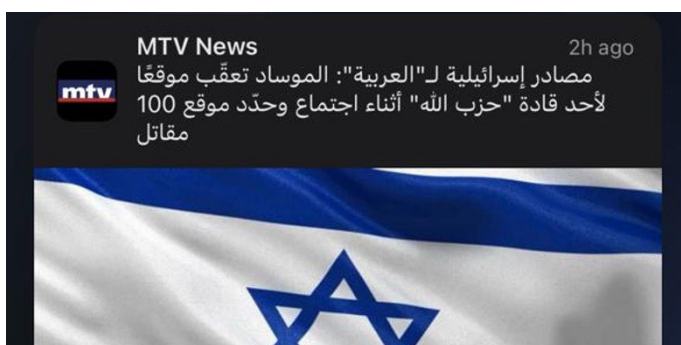 MTV News
2h ago
mtv
مصادر إسرائيلية لـ"العربية": الموساد تعقّب موقعًا
لأحد قادة "حزب الله" أثناء اجتماع وحدّد موقع 100
مقاتل